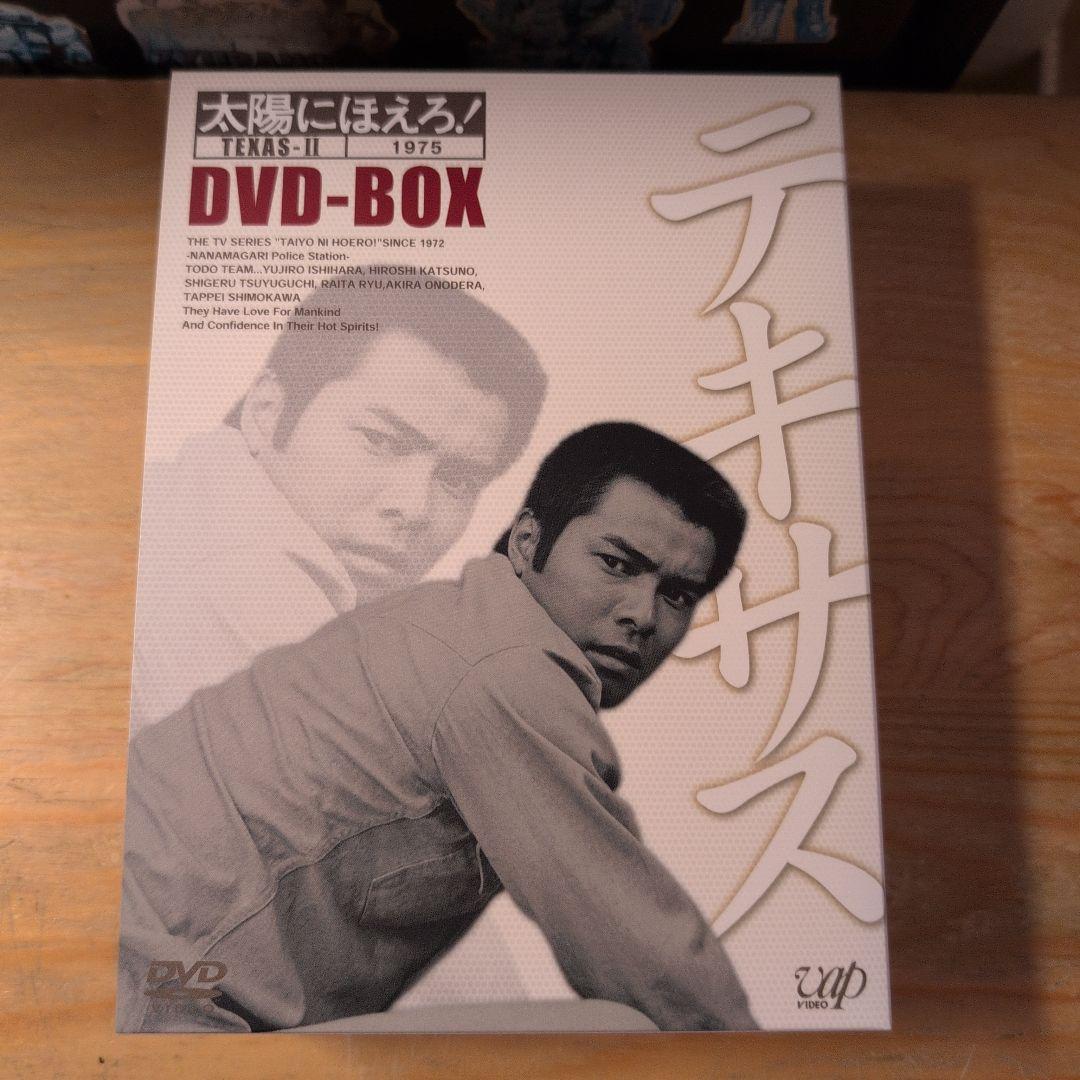 太陽にほえろ!
TEXAS-II 1975
DVD-BOX
THE TV SERIES "TAIYO NI HOERO!"SINCE 1972
-NANAMAGARI Police Station-
TODO TEAM...YUJIRO ISHIHARA, HIROSHI KATSUNO,
SHIGERU TSUYUGUCHI, RAITA RYU,AKIRA ONODERA,
TAPPEI SHIMOKAWA
They Have Love For Mankind
And Confidence In Their Hot Spirits!
テキサス
DVD
VIDEO
vap
VIDEO